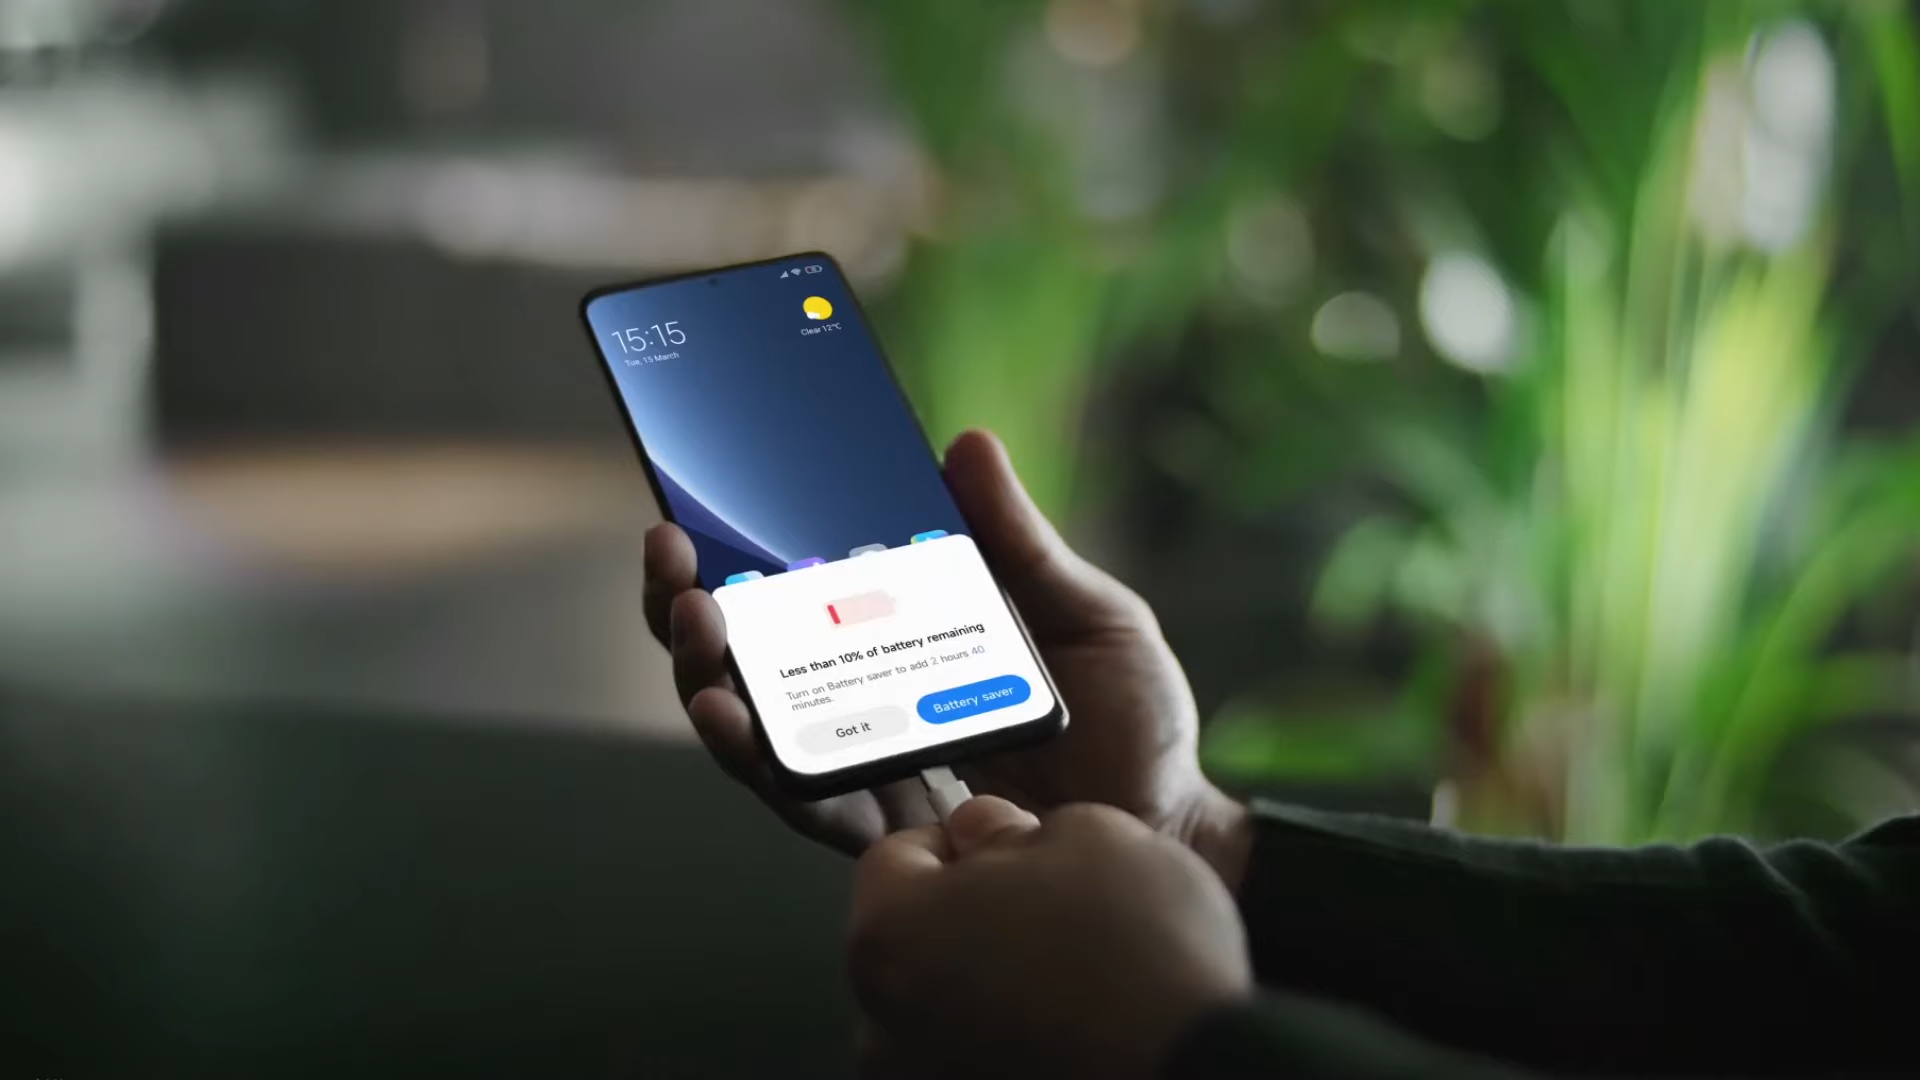 15:15
Tue, 15 March
Clear 12°C
Less than 10% of battery remaining
Turn on Battery saver to add 2 hours 40
minutes.
Got it
Battery saver